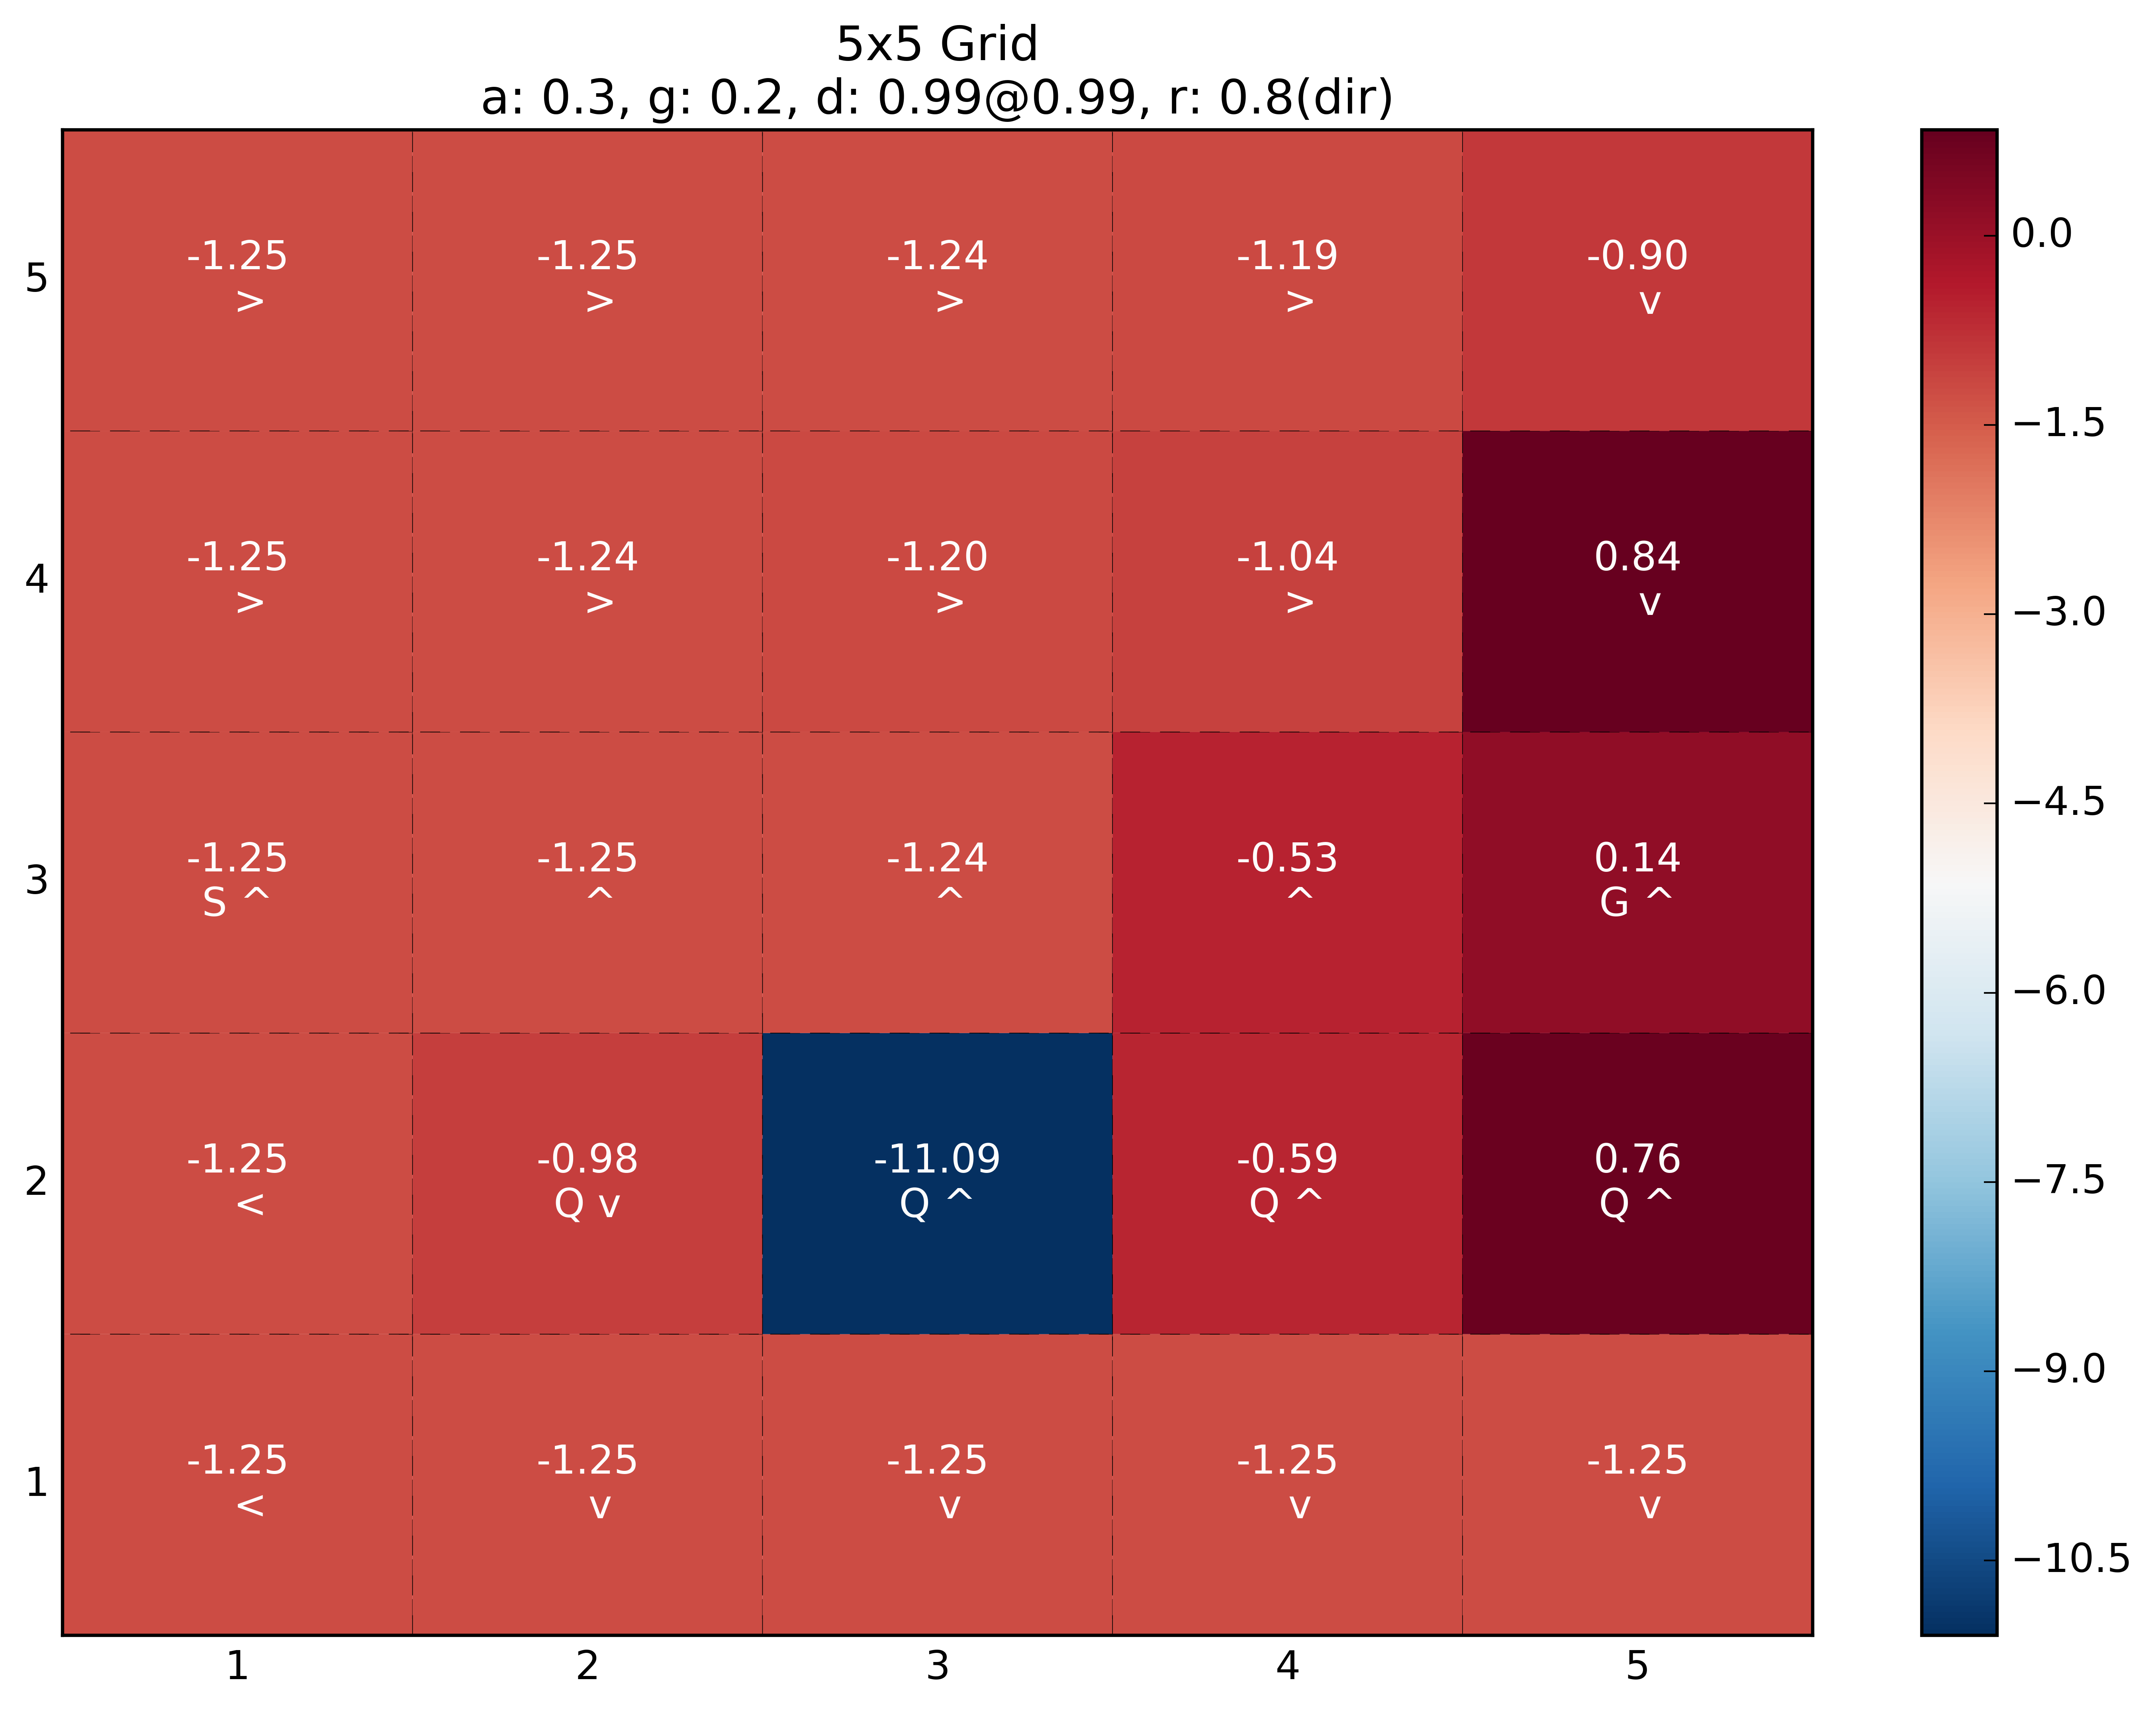 5x5 Grid
a: 0.3, g: 0.2, d: 0.99@0.99, r: 0.8(dir)
5
-1.25 -1.25 -1.24 -1.19 -0.90
> > > > v
4
-1.25 -1.24 -1.20 -1.04 0.84
> > > > v
3
-1.25 -1.25 -1.24 -0.53 0.14
S ^ ^ ^ ^ G ^
2
-1.25 -0.98 -11.09 -0.59 0.76
< Q v Q ^ Q ^ Q ^
1
-1.25 -1.25 -1.25 -1.25 -1.25
< v v v v
1 2 3 4 5
0.0
−1.5
−3.0
−4.5
−6.0
−7.5
−9.0
−10.5